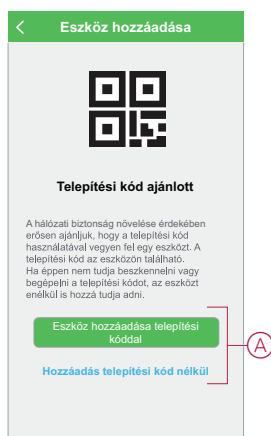 Eszköz hozzáadása
Telepítési kód ajánlott
A hálózati biztonság növelése érdekében
erősen ajánljuk, hogy a telepítési kód
használatával vegyen fel egy eszközt. A
telepítési kód az eszközön található.
Ha éppen nem tudja beszkennelni vagy
begépelni a telepítési kódot, az eszközt
enélkül is hozzá tudja adni.
Eszköz hozzáadása telepítési
kóddal
A
Hozzáadás telepítési kód nélkül